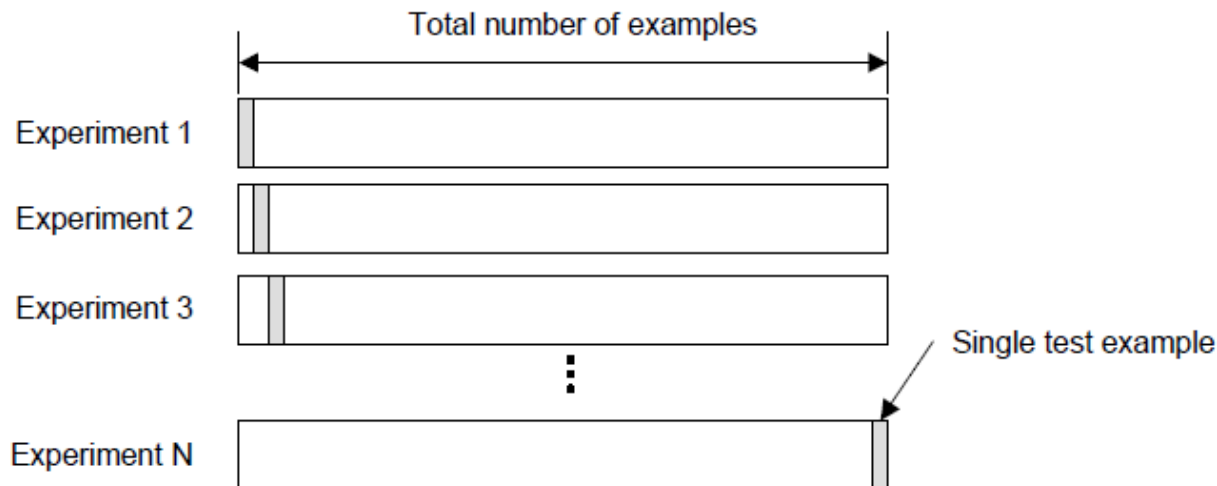 Total number of examples
Experiment 1
Experiment 2
Experiment 3
Single test example
Experiment N